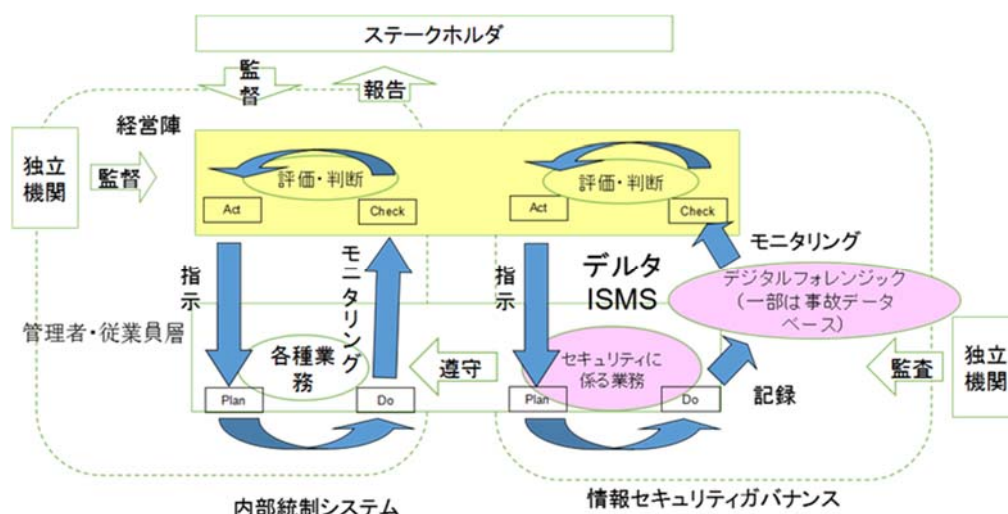 ステークホルダ
監
督
報告
経営陣
独立
機関
監督
評価・判断
評価・判断
Act
Check
Act
Check
指
示
モニタリング
指
示
デルタ
ISMS
モニタリング
デジタルフォレンジック
(一部は事故データ
ベース)
管理者・従業員層
各種業
務
遵守
セキュリティに
係る業務
監査
独立
機関
Plan
Do
Plan
Do
記録
内部統制システム
情報セキュリティガバナンス